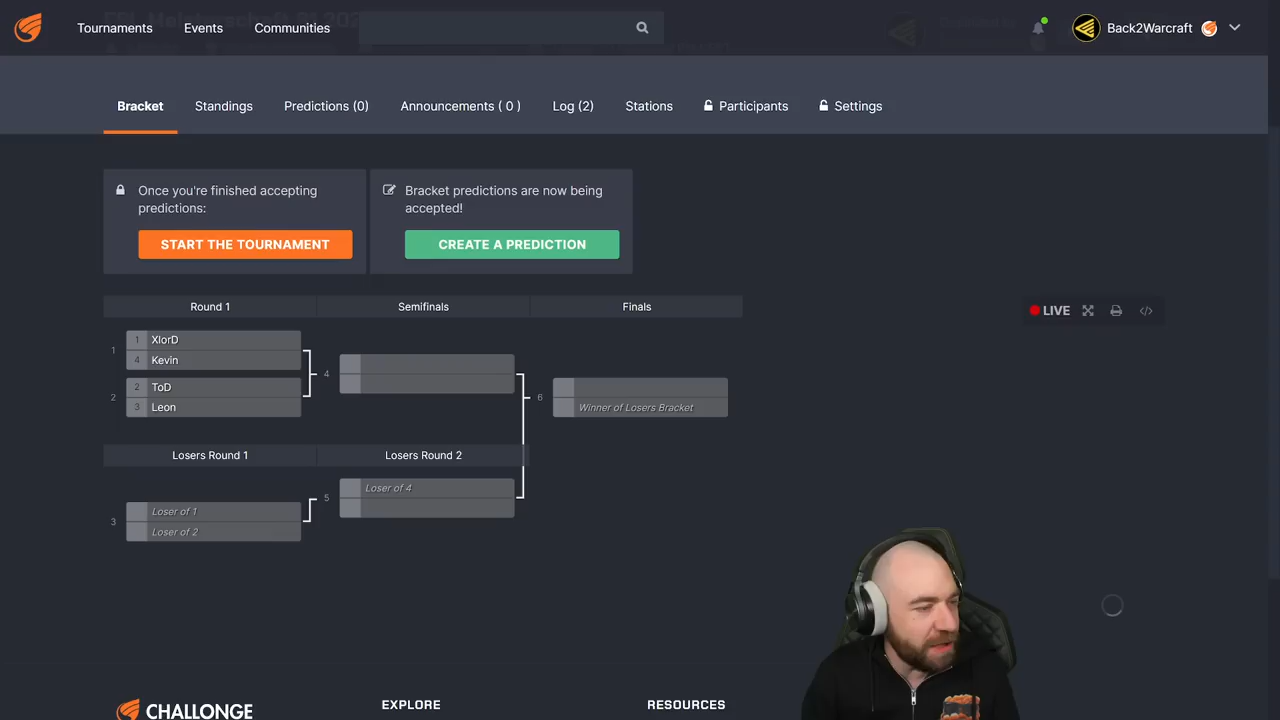 Tournaments Events Communities Back2Warcraft
Bracket Standings Predictions (0) Announcements ( 0 ) Log (2) Stations Participants Settings
Once you're finished accepting
predictions:
START THE TOURNAMENT
Bracket predictions are now being
accepted!
CREATE A PREDICTION
Round 1 Semifinals Finals
LIVE
1 1 XlorD
4 Kevin
2 2 ToD
3 Leon
4
6
Winner of Losers Bracket
Losers Round 1 Losers Round 2
3 Loser of 1
Loser of 2
5 Loser of 4
CHALLONGE EXPLORE RESOURCES